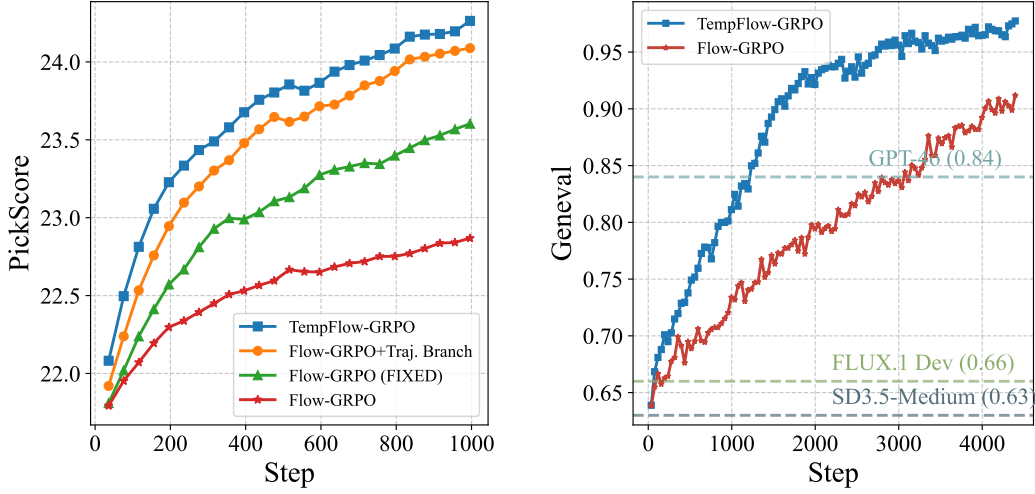 PickScore
24.0
23.5
23.0
22.5
22.0
0
200
400
600
800
1000
Step
TempFlow-GRPO
Flow-GRPO+Traj. Branch
Flow-GRPO (FIXED)
Flow-GRPO
Geneval
0.95
0.90
0.85
0.80
0.75
0.70
0.65
0
1000
2000
3000
4000
Step
TempFlow-GRPO
Flow-GRPO
GPT-4o (0.84)
FLUX.1 Dev (0.66)
SD3.5-Medium (0.63)